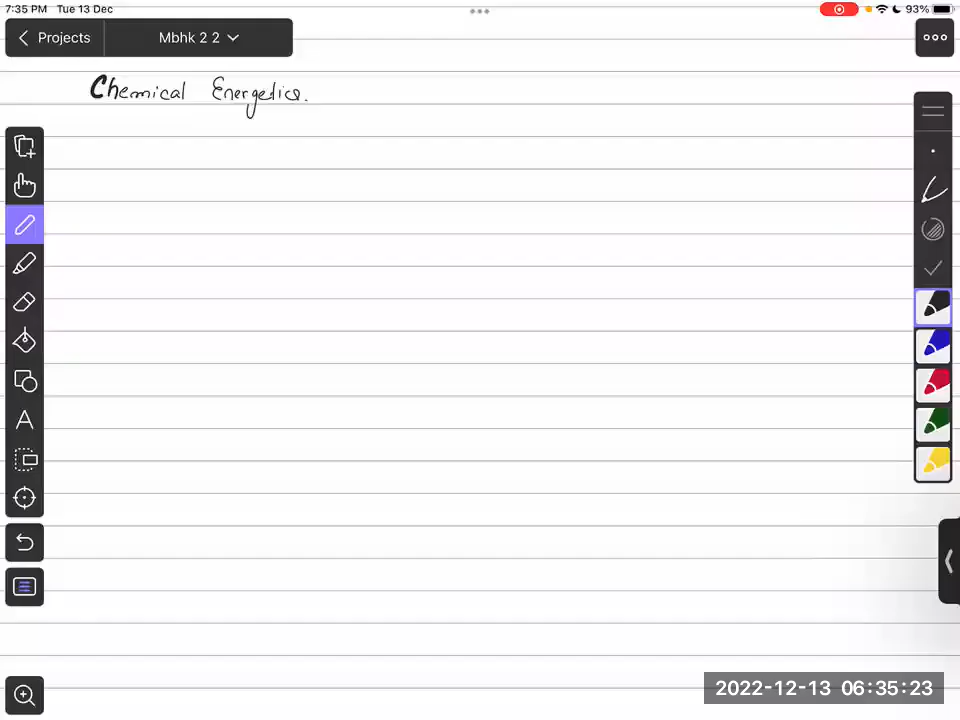 7:35 PM Tue 13 Dec
93%
Projects
Mbhk 2 2
Chemical Energetics.
A
2022-12-13 06:35:23